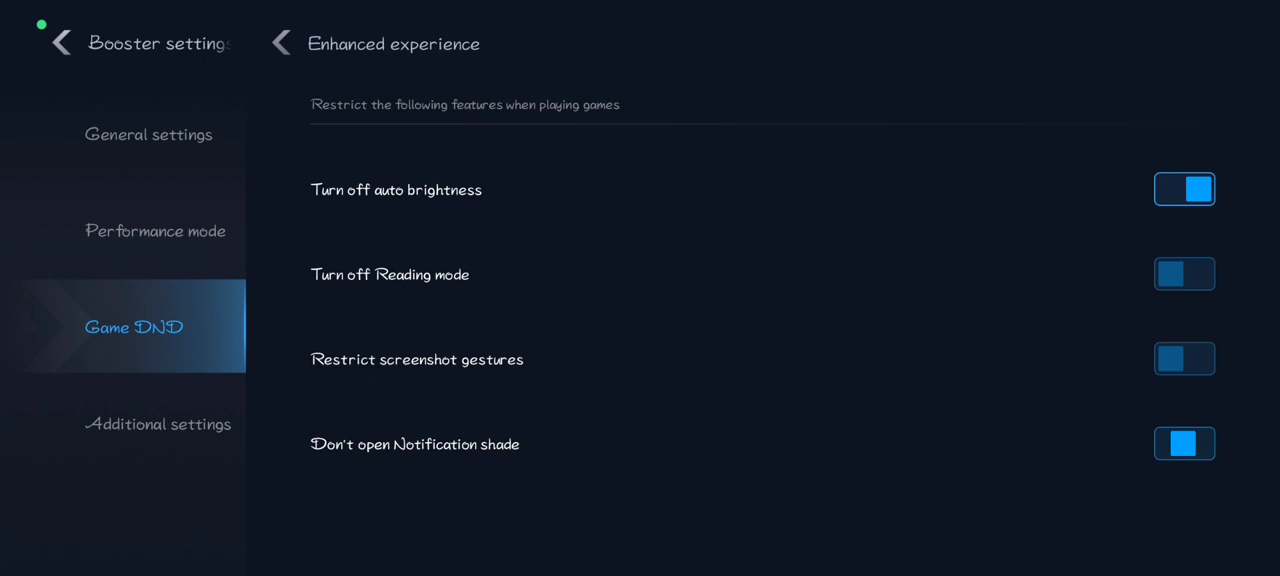 Booster settings
Enhanced experience
Restrict the following features when playing games
General settings
Turn off auto brightness
Performance mode
Turn off Reading mode
Game DND
Restrict screenshot gestures
Additional settings
Don't open Notification shade